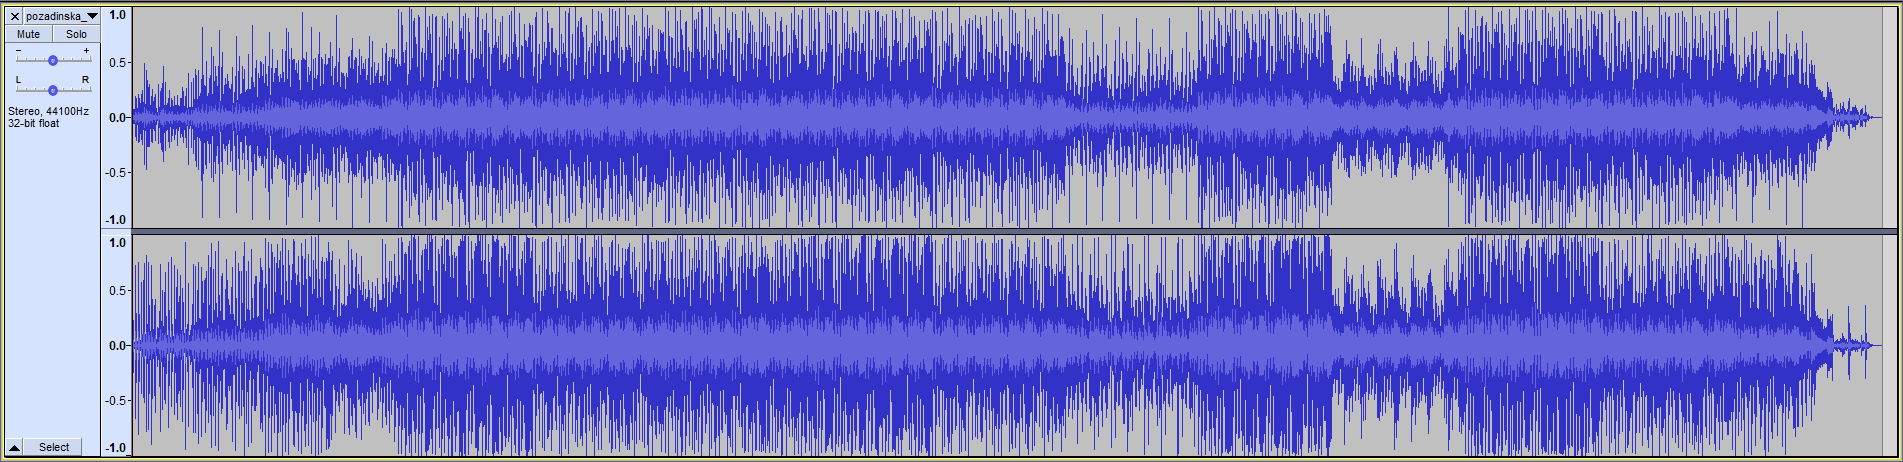 × pozadinska_
Mute Solo
- +
L R
Stereo, 44100Hz
32-bit float
Select
1.0
0.5-
0.0-
-0.5-
-1.0
1.0
0.5-
0.0-
-0.5-
-1.0